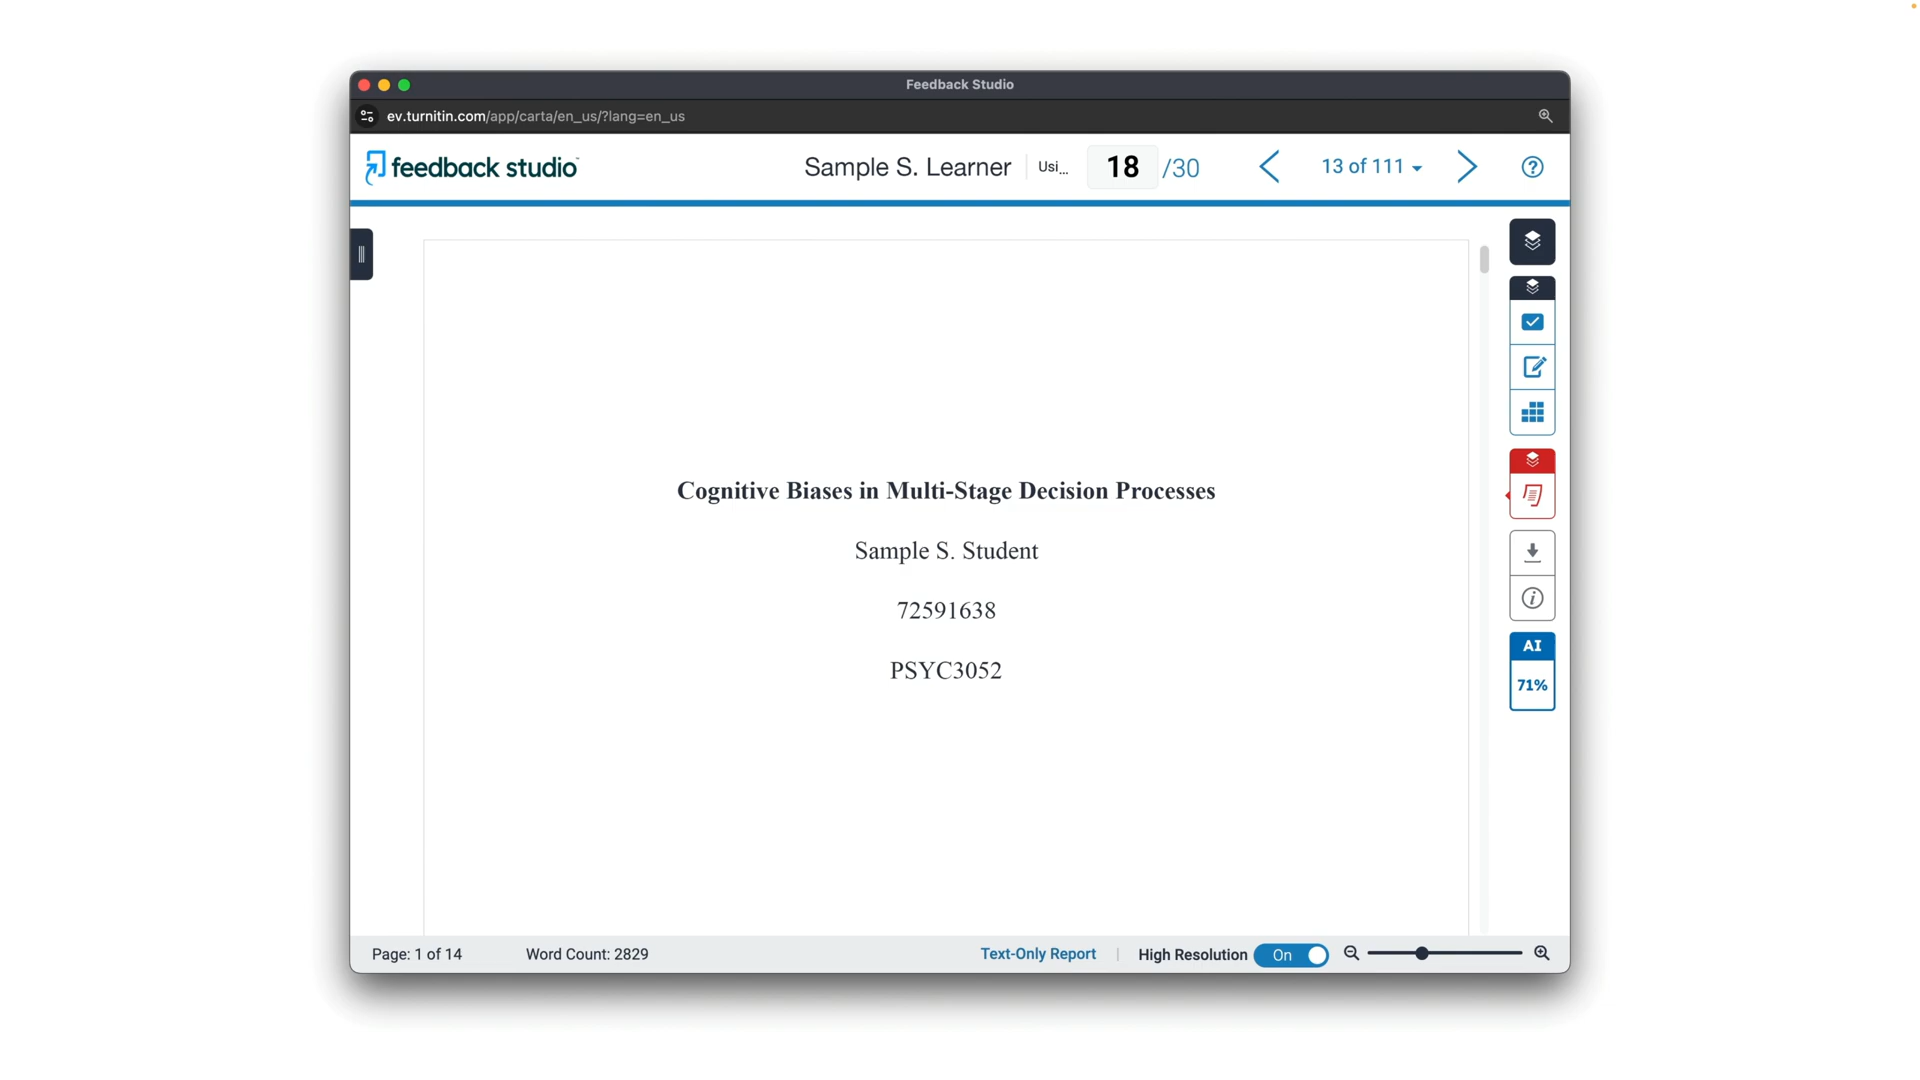 Feedback Studio
ev.turnitin.com/app/carta/en_us/?lang=en_us
feedback studio
Sample S. Learner
Usi...
18 /30
13 of 111
Cognitive Biases in Multi-Stage Decision Processes
Sample S. Student
72591638
PSYC3052
AI
71%
Page: 1 of 14
Word Count: 2829
Text-Only Report
High Resolution
On